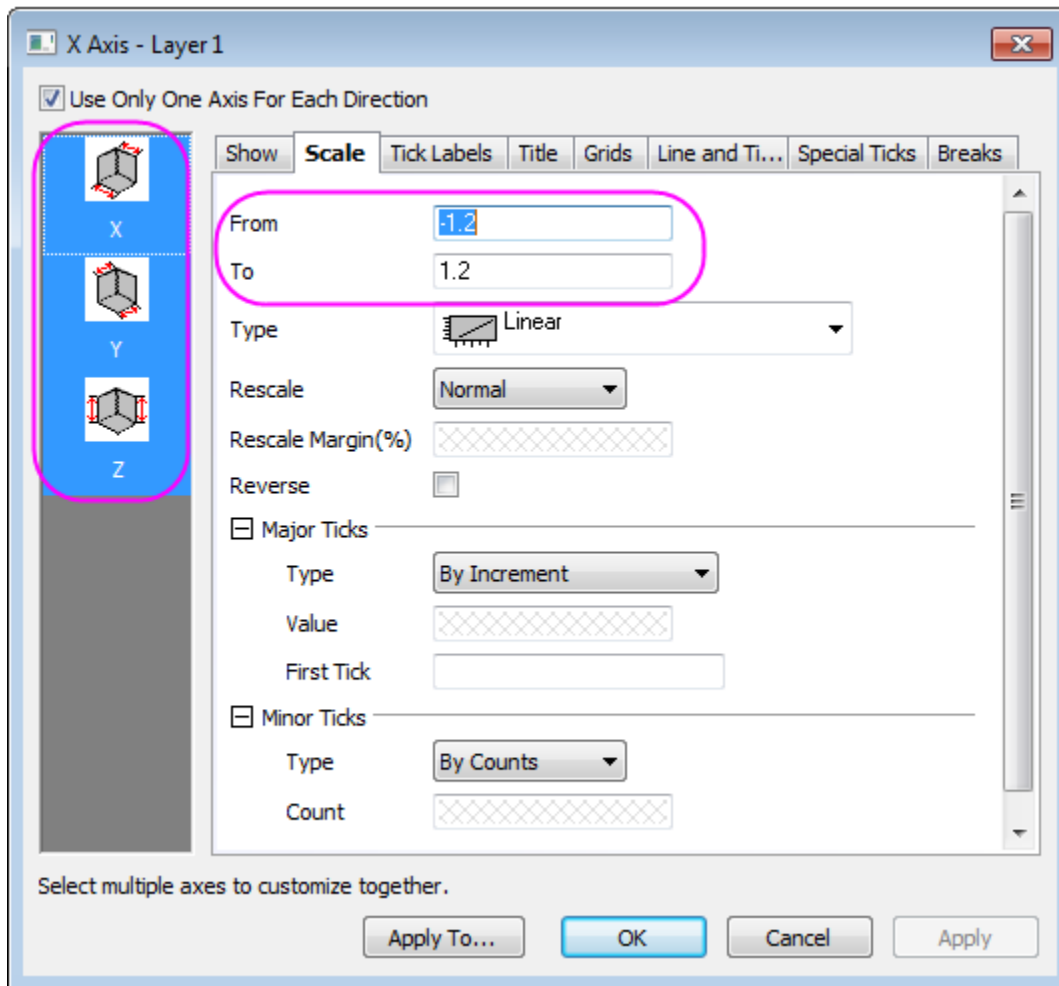 X Axis - Layer 1
Use Only One Axis For Each Direction
Show Scale Tick Labels Title Grids Line and Ti... Special Ticks Breaks
X
Y
Z
From -1.2
To 1.2
Type Linear
Rescale Normal
Rescale Margin(%)
Reverse
Major Ticks
Type By Increment
Value
First Tick
Minor Ticks
Type By Counts
Count
Select multiple axes to customize together.
Apply To... OK Cancel Apply